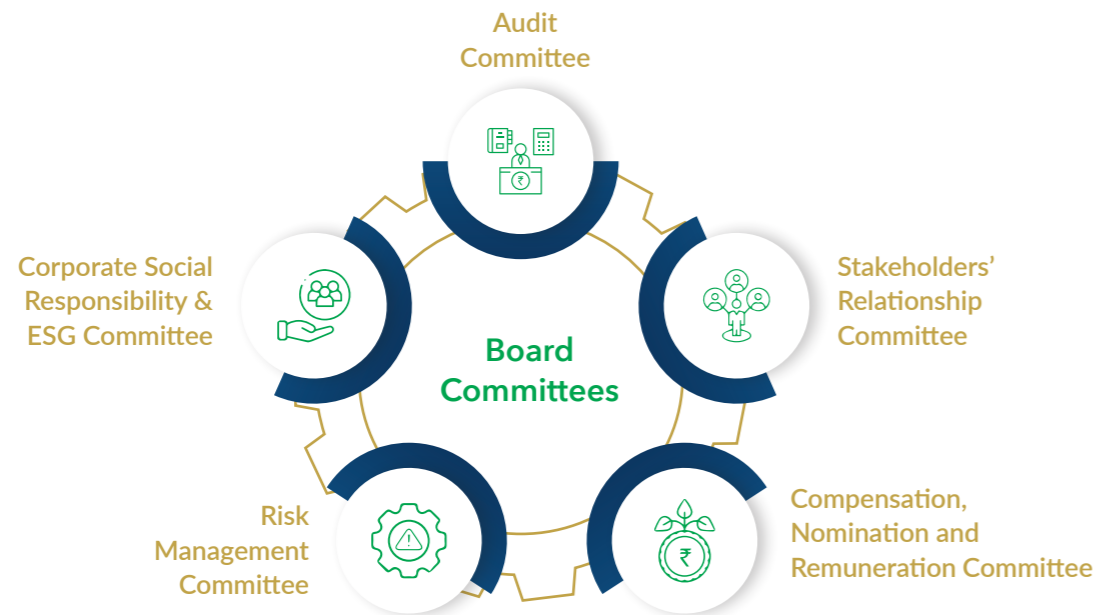 Audit
Committee
Corporate Social
Responsibility &
ESG Committee
Stakeholders’
Relationship
Committee
Board
Committees
Risk
Management
Committee
Compensation,
Nomination and
Remuneration Committee
₹
₹